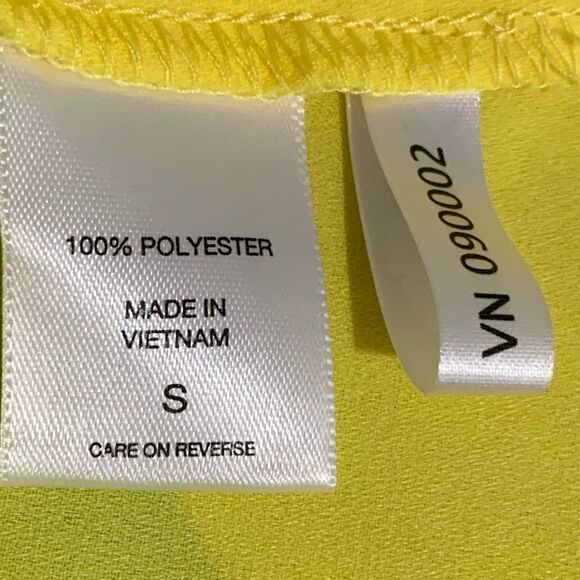 100% POLYESTER
MADE IN
VIETNAM
S
CARE ON REVERSE
VN 090002